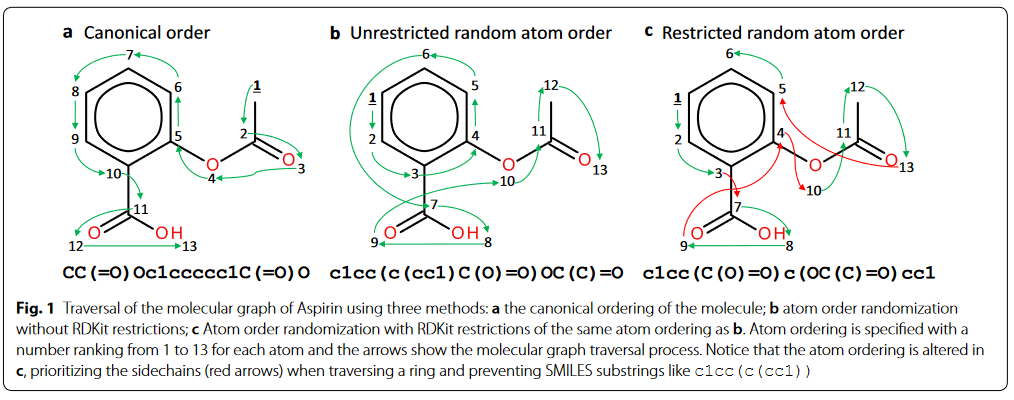 a Canonical order
7
8
6
1
9
5
2
O
O
3
4
10
11
O
OH
12
13
CC(=O)Oc1ccccc1C(=O)O
b Unrestricted random atom order
6
1
5
12
2
4
11
3
O
O
13
10
7
O
OH
9
8
c1cc(c(cc1)C(O)=O)OC(C)=O
c Restricted random atom order
6
1
5
12
2
4
11
3
O
O
13
10
7
O
OH
9
8
c1cc(C(O)=O)c(OC(C)=O)cc1
Fig. 1 Traversal of the molecular graph of Aspirin using three methods: a the canonical ordering of the molecule; b atom order randomization
without RDKit restrictions; c Atom order randomization with RDKit restrictions of the same atom ordering as b. Atom ordering is specified with a
number ranking from 1 to 13 for each atom and the arrows show the molecular graph traversal process. Notice that the atom ordering is altered in
c, prioritizing the sidechains (red arrows) when traversing a ring and preventing SMILES substrings like c1cc(c(cc1))